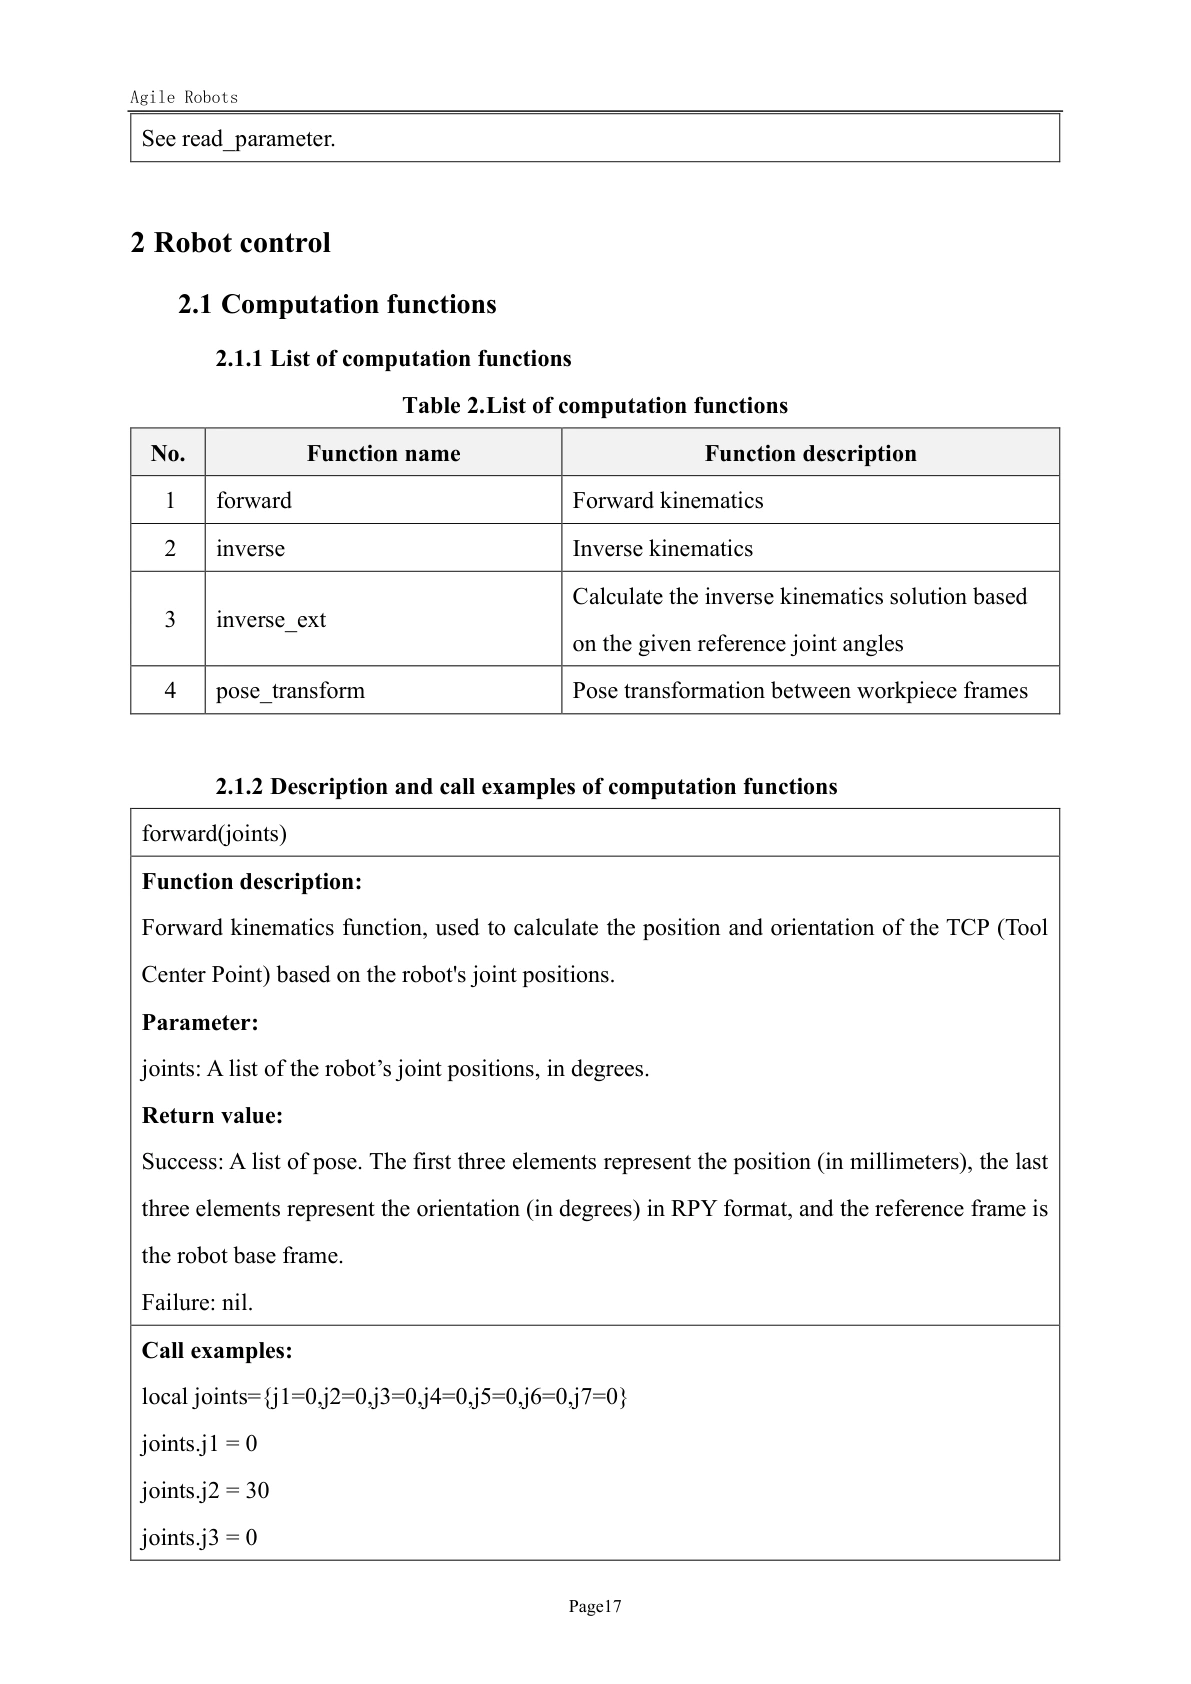 Agile Robots
See read_parameter.
2 Robot control
2.1 Computation functions
2.1.1 List of computation functions
Table 2.List of computation functions
No. Function name Function description
1 forward Forward kinematics
2 inverse Inverse kinematics
3 inverse_ext Calculate the inverse kinematics solution based
on the given reference joint angles
4 pose_transform Pose transformation between workpiece frames
2.1.2 Description and call examples of computation functions
forward(joints)
Function description:
Forward kinematics function, used to calculate the position and orientation of the TCP (Tool
Center Point) based on the robot's joint positions.
Parameter:
joints: A list of the robot’s joint positions, in degrees.
Return value:
Success: A list of pose. The first three elements represent the position (in millimeters), the last
three elements represent the orientation (in degrees) in RPY format, and the reference frame is
the robot base frame.
Failure: nil.
Call examples:
local joints={j1=0,j2=0,j3=0,j4=0,j5=0,j6=0,j7=0}
joints.j1 = 0
joints.j2 = 30
joints.j3 = 0
Page17